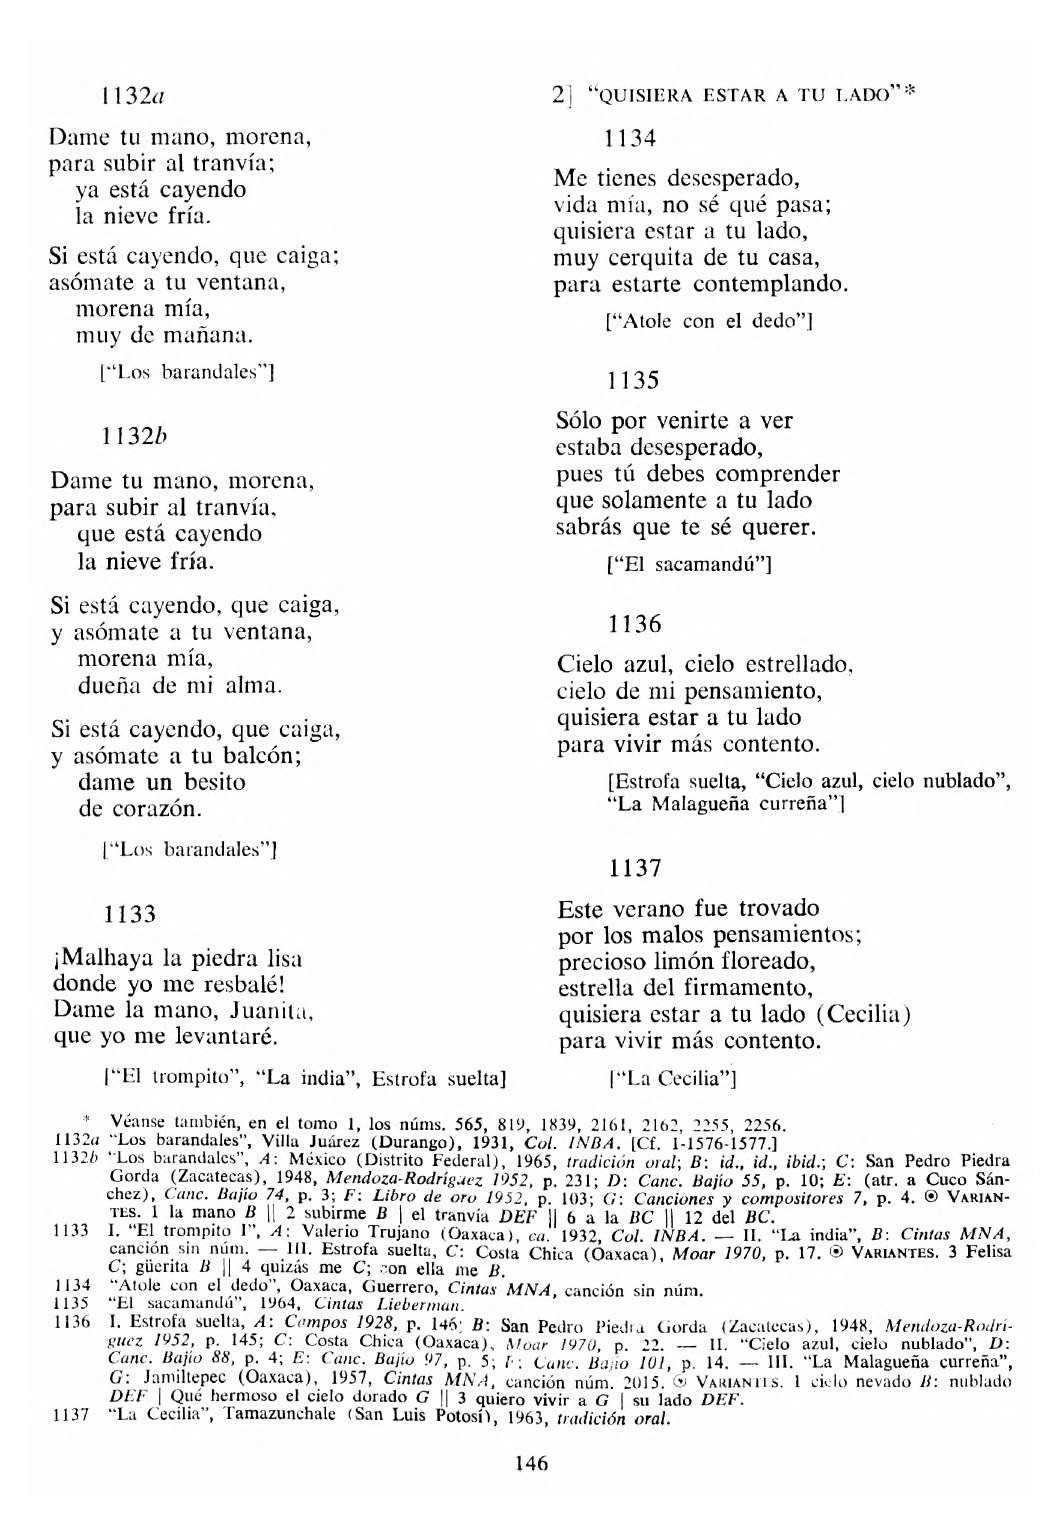 1132a
Dame tu mano, morena,
para subir al tranvía;
ya está cayendo
la nieve fría.
Si está cayendo, que caiga;
asómate a tu ventana,
morena mía,
muy de mañana.
[“Los barandales”]
1132b
Dame tu mano, morena,
para subir al tranvía,
que está cayendo
la nieve fría.
Si está cayendo, que caiga,
y asómate a tu ventana,
morena mía,
dueña de mi alma.
Si está cayendo, que caiga,
y asómate a tu balcón;
dame un besito
de corazón.
[“Los barandales”]
1133
¡Malhaya la piedra lisa
donde yo me resbalé!
Dame la mano, Juanita,
que yo me levantaré.
[“El trompito”, “La india”, Estrofa suelta]
2] “QUISIERA ESTAR A TU LADO”*
1134
Me tienes desesperado,
vida mía, no sé qué pasa;
quisiera estar a tu lado,
muy cerquita de tu casa,
para estarte contemplando.
[“Atole con el dedo”]
1135
Sólo por venirte a ver
estaba desesperado,
pues tú debes comprender
que solamente a tu lado
sabrás que te sé querer.
[“El sacamandú”]
1136
Cielo azul, cielo estrellado,
cielo de mi pensamiento,
quisiera estar a tu lado
para vivir más contento.
[Estrofa suelta, “Cielo azul, cielo nublado”,
“La Malagueña curreña”]
1137
Este verano fue trovado
por los malos pensamientos;
precioso limón floreado,
estrella del firmamento,
quisiera estar a tu lado (Cecilia)
para vivir más contento.
[“La Cecilia”]
* Véanse también, en el tomo 1, los núms. 565, 819, 1839, 2161, 2162, 2255, 2256.
1132a “Los barandales”, Villa Juárez (Durango), 1931, Col. INBA. [Cf. 1-1576-1577.]
1132b “Los barandales”, A: México (Distrito Federal), 1965, tradición oral; B: id., id., ibid.; C: San Pedro Piedra
Gorda (Zacatecas), 1948, Mendoza-Rodríguez 1952, p. 231; D: Canc. Bajío 55, p. 10; E: (atr. a Cuco Sán-
chez), Canc. Bajío 74, p. 3; F: Libro de oro 1952, p. 103; G: Canciones y compositores 7, p. 4. ⊙ VARIAN-
TES. 1 la mano B || 2 subirme B | el tranvía DEF || 6 a la BC || 12 del BC.
1133 I. “El trompito I”, A: Valerio Trujano (Oaxaca), ca. 1932, Col. INBA. — II. “La india”, B: Cintas MNA,
canción sin núm. — III. Estrofa suelta, C: Costa Chica (Oaxaca), Moar 1970, p. 17. ⊙ VARIANTES. 3 Felisa
C; güerita B || 4 quizás me C; con ella me B.
1134 “Atole con el dedo”, Oaxaca, Guerrero, Cintas MNA, canción sin núm.
1135 “El sacamandú”, 1964, Cintas Lieberman.
1136 I. Estrofa suelta, A: Campos 1928, p. 146; B: San Pedro Piedra Gorda (Zacatecas), 1948, Mendoza-Rodrí-
guez 1952, p. 145; C: Costa Chica (Oaxaca), Moar 1970, p. 22. — II. “Cielo azul, cielo nublado”, D:
Canc. Bajío 88, p. 4; E: Canc. Bajío 97, p. 5; F: Canc. Bajío 101, p. 14. — III. “La Malagueña curreña”,
G: Jamiltepec (Oaxaca), 1957, Cintas MNA, canción núm. 2015. ⊙ VARIANTES. 1 cielo nevado B: nublado
DEF | Qué hermoso el cielo dorado G || 3 quiero vivir a G | su lado DEF.
1137 “La Cecilia”, Tamazunchale (San Luis Potosí), 1963, tradición oral.
146